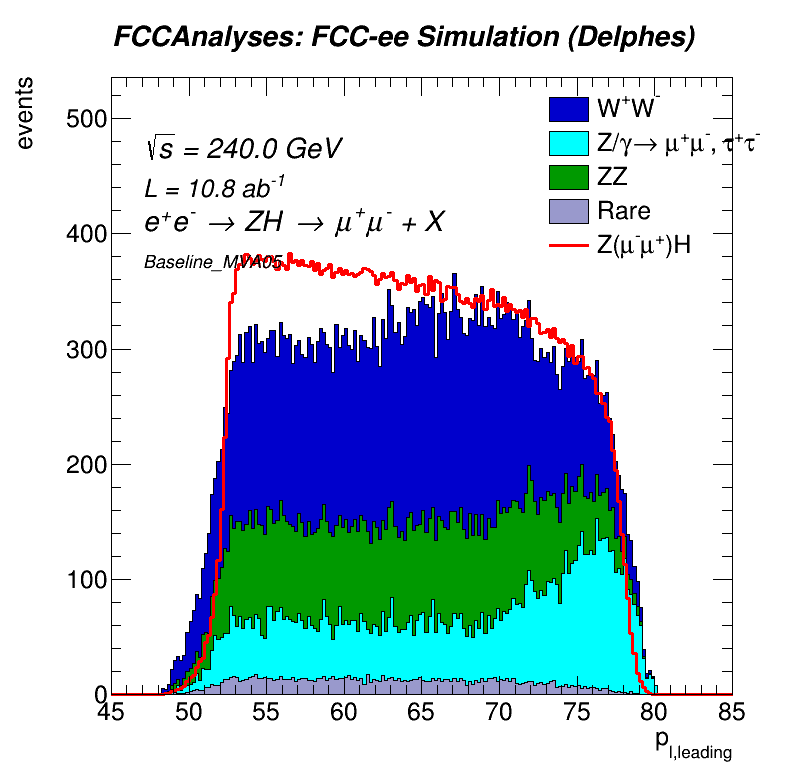 FCCAnalyses: FCC-ee Simulation (Delphes)
events
500
400
300
200
100
0
√s = 240.0 GeV
L = 10.8 ab⁻¹
e⁺e⁻ → ZH → μ⁺μ⁻ + X
Baseline_MVA05
W⁺W⁻
Z/γ→ μ⁺μ⁻, τ⁺τ⁻
ZZ
Rare
Z(μ⁻μ⁺)H
45 50 55 60 65 70 75 80 85
p_l,leading